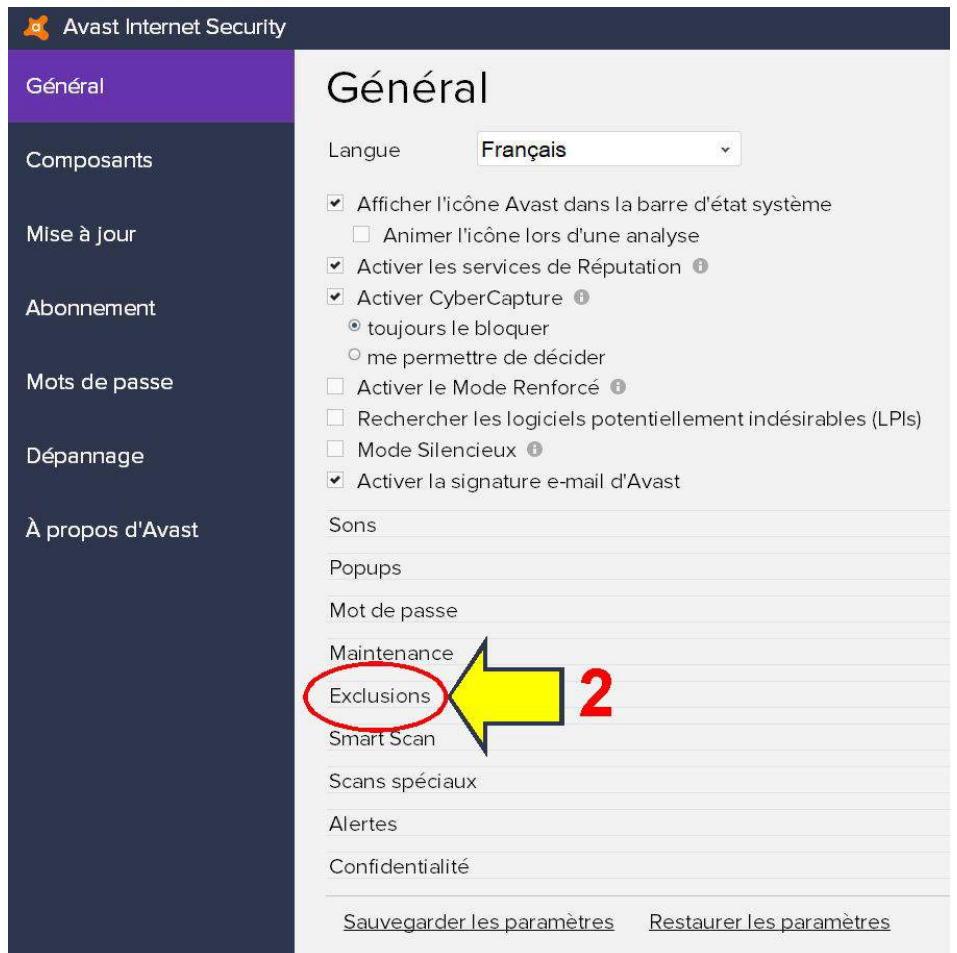 Avast Internet Security
Général
Composants
Mise à jour
Abonnement
Mots de passe
Dépannage
À propos d'Avast
Général
Langue Français
Afficher l'icône Avast dans la barre d'état système
Animer l'icône lors d'une analyse
Activer les services de Réputation
Activer CyberCapture
toujours le bloquer
me permettre de décider
Activer le Mode Renforcé
Rechercher les logiciels potentiellement indésirables (LPIs)
Mode Silencieux
Activer la signature e-mail d'Avast
Sons
Popups
Mot de passe
Maintenance
Exclusions 2
Smart Scan
Scans spéciaux
Alertes
Confidentialité
Sauvegarder les paramètres Restaurer les paramètres